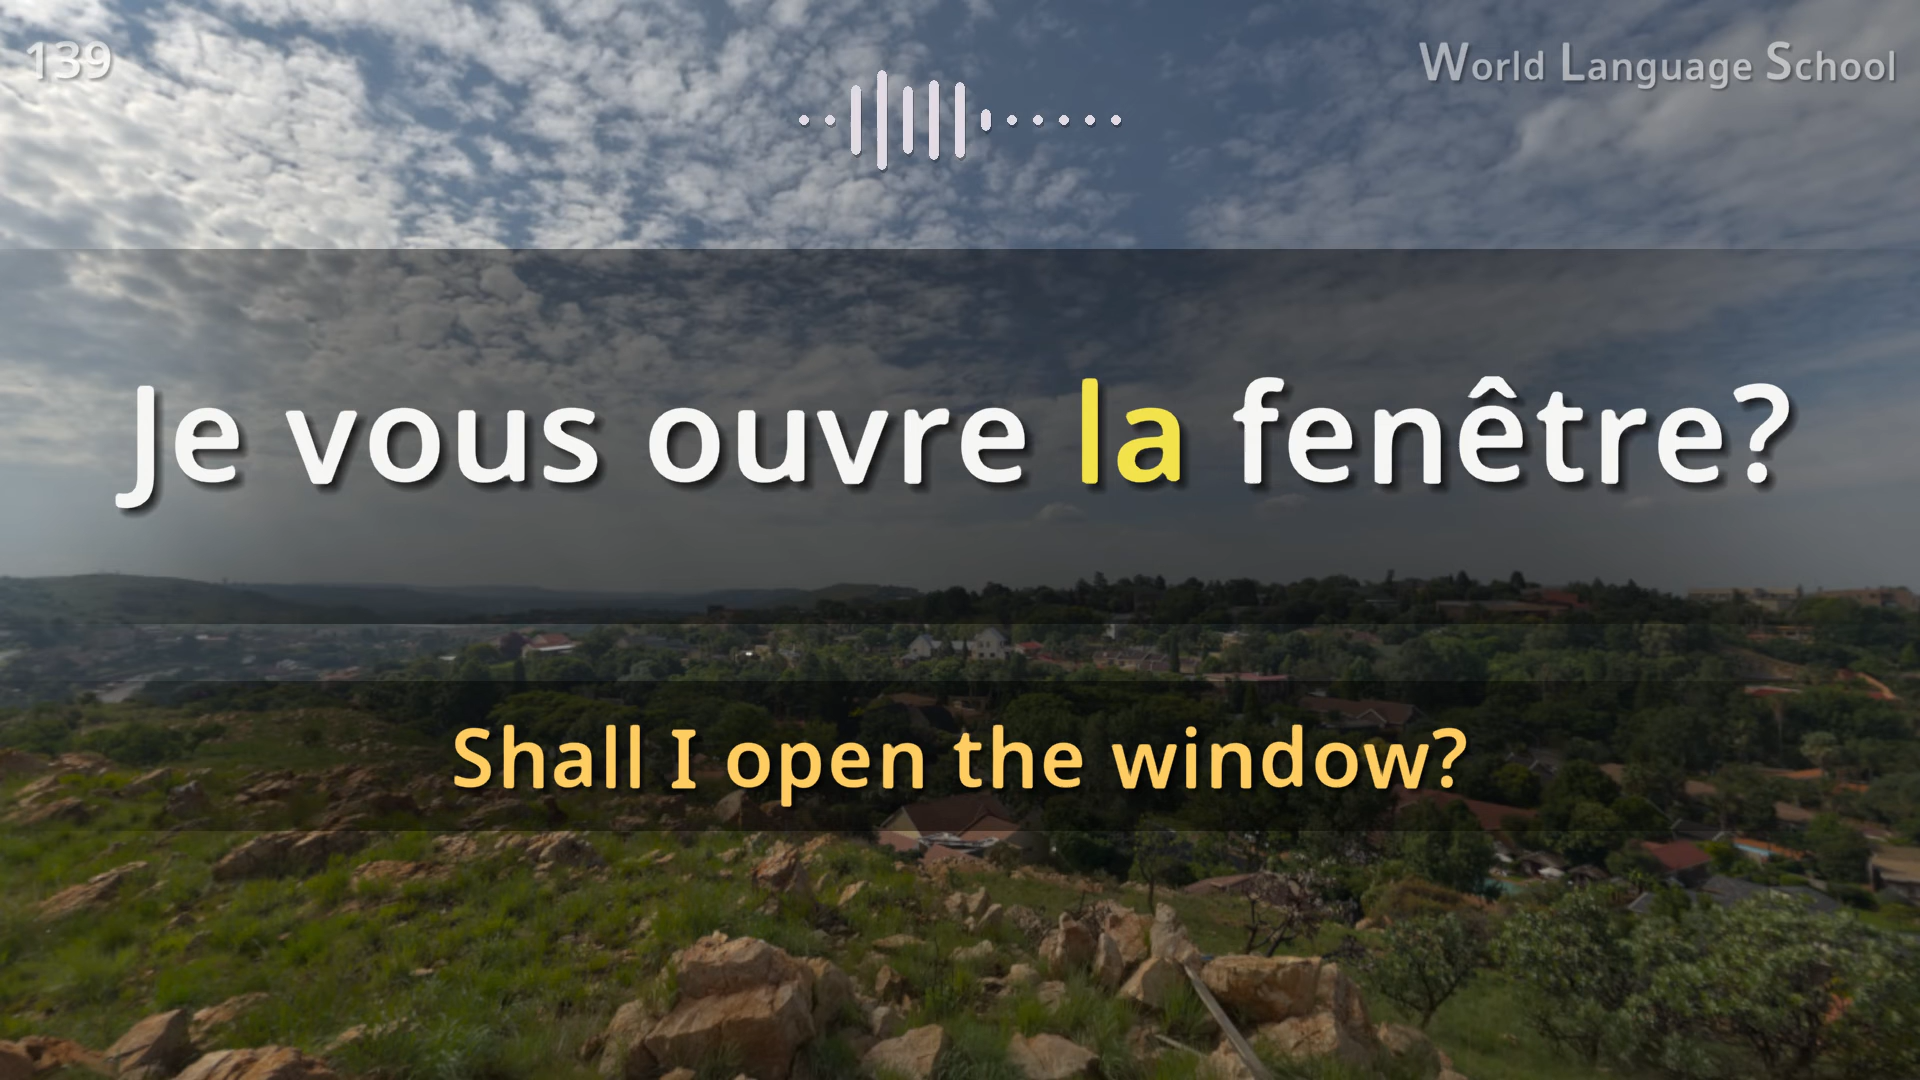 139
World Language School
Je vous ouvre la fenêtre?
Shall I open the window?